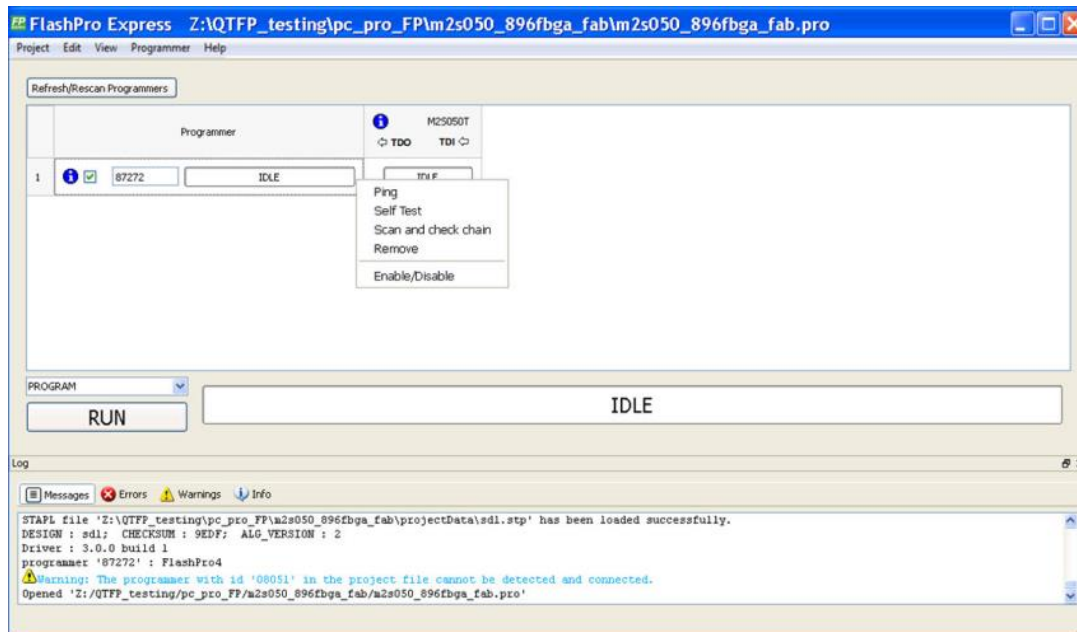 FlashPro Express Z:\QTFP_testing\pc_pro_FP\m2s050_896fbga_fab\m2s050_896fbga_fab.pro
Project Edit View Programmer Help
Refresh/Rescan Programmers
Programmer
M2S050T
TDO TDI
1 87272 IDLE IDLE
Ping
Self Test
Scan and check chain
Remove
Enable/Disable
PROGRAM
RUN
IDLE
Log
Messages Errors Warnings Info
STAPL file 'Z:\QTFP_testing\pc_pro_FP\m2s050_896fbga_fab\projectData\sdl.stp' has been loaded successfully.
DESIGN : sdl; CHECKSUM : 9EDF; ALG_VERSION : 2
Driver : 3.0.0 build 1
programmer '87272' : FlashPro4
Warning: The programmer with id '08051' in the project file cannot be detected and connected.
Opened 'Z:/QTFP_testing/pc_pro_FP/m2s050_896fbga_fab/m2s050_896fbga_fab.pro'